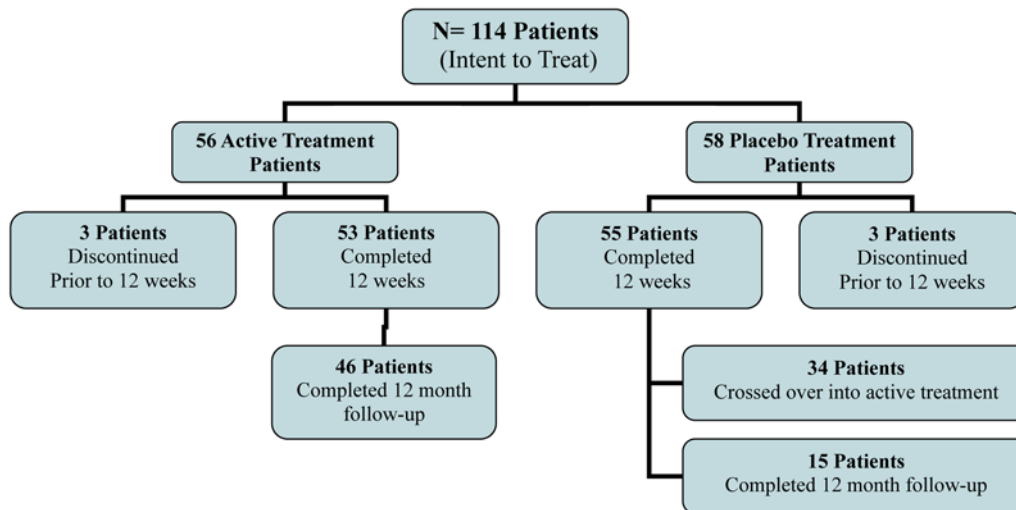 N= 114 Patients
(Intent to Treat)
56 Active Treatment
Patients
58 Placebo Treatment
Patients
3 Patients
Discontinued
Prior to 12 weeks
53 Patients
Completed
12 weeks
55 Patients
Completed
12 weeks
3 Patients
Discontinued
Prior to 12 weeks
46 Patients
Completed 12 month
follow-up
34 Patients
Crossed over into active treatment
15 Patients
Completed 12 month follow-up